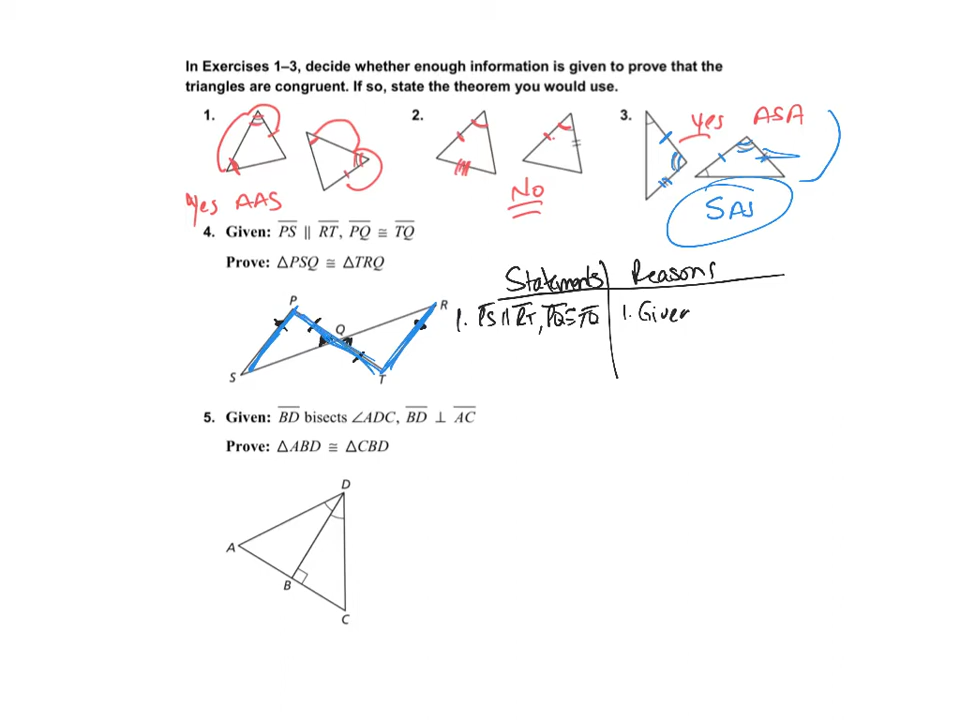 In Exercises 1–3, decide whether enough information is given to prove that the
triangles are congruent. If so, state the theorem you would use.
1.
2.
3.
yes ASA
Yes AAS
No
SAS
4. Given: PS || RT, PQ ≅ TQ
Prove: △PSQ ≅ △TRQ
Statements
Reasons
1. PS || RT, PQ ≅ TQ
1. Given
P
Q
R
S
T
5. Given: BD bisects ∠ADC, BD ⊥ AC
Prove: △ABD ≅ △CBD
D
A
B
C